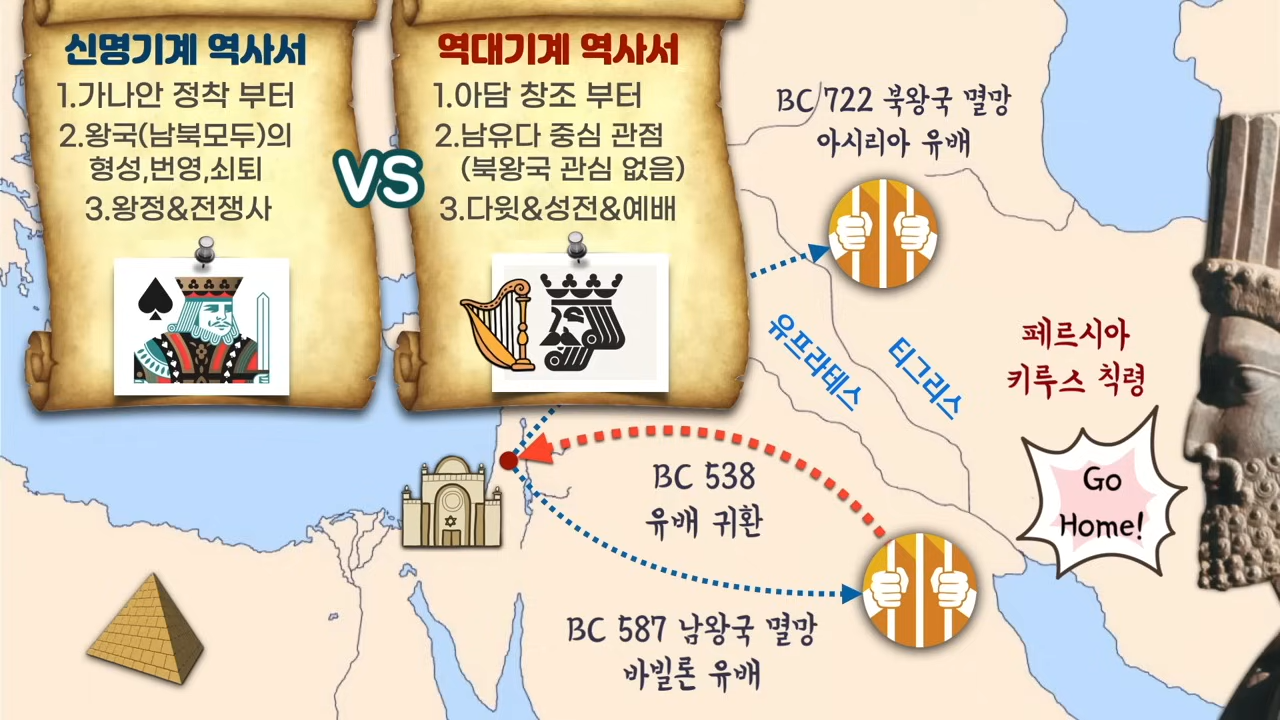 신명기계 역사서
1.가나안 정착 부터
2.왕국(남북모두)의
형성,번영,쇠퇴
3.왕정&전쟁사
VS
역대기계 역사서
1.아담 창조 부터
2.남유다 중심 관점
(북왕국 관심 없음)
3.다윗&성전&예배
BC 722 북왕국 멸망
아시리아 유배
유프라테스
티그리스
페르시아
키루스 칙령
Go
Home!
BC 538
유배 귀환
BC 587 남왕국 멸망
바빌론 유배